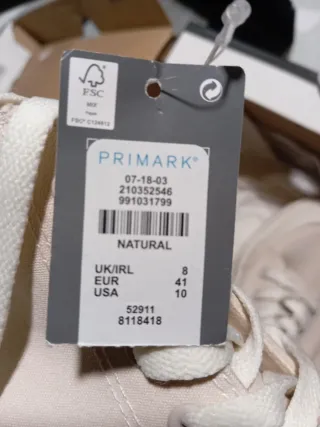 FSC
MIX
Paper
FSC® C124912
PRIMARK®
07-18-03
210352546
991031799
NATURAL
UK/IRL 8
EUR 41
USA 10
52911
8118418